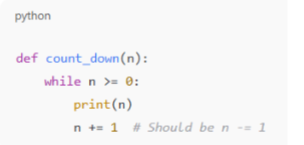 python
def count_down(n):
    while n >= 0:
        print(n)
        n += 1  # Should be n -= 1